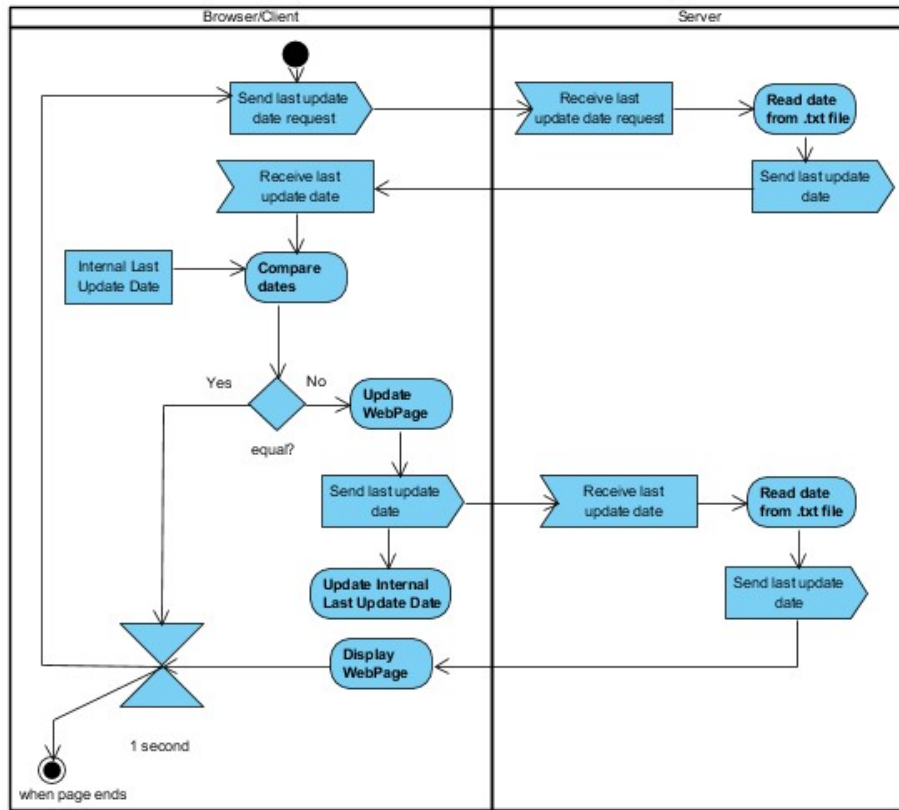 Browser/Client
Server
Send last update
date request
Receive last
update date request
Read date
from .txt file
Receive last
update date
Send last update
date
Internal Last
Update Date
Compare
dates
Yes
No
Update
WebPage
equal?
Send last update
date
Receive last
update date
Read date
from .txt file
Update Internal
Last Update Date
Send last update
date
Display
WebPage
1 second
when page ends